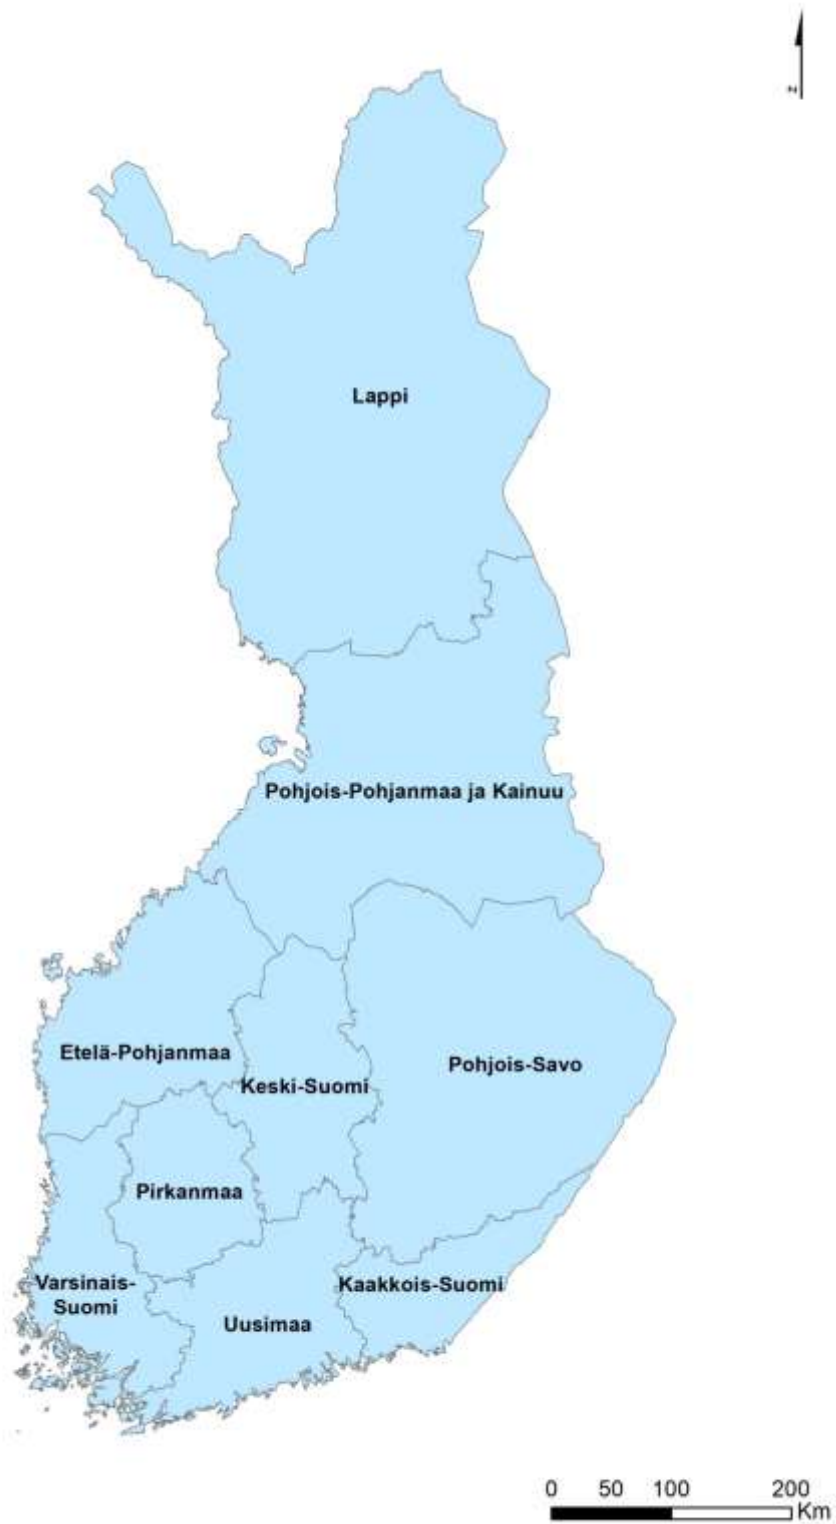 z
Lappi
Pohjois-Pohjanmaa ja Kainuu
Etelä-Pohjanmaa
Keski-Suomi
Pohjois-Savo
Pirkanmaa
Varsinais-
Suomi
Kaakkois-Suomi
Uusimaa
0 50 100 200
Km